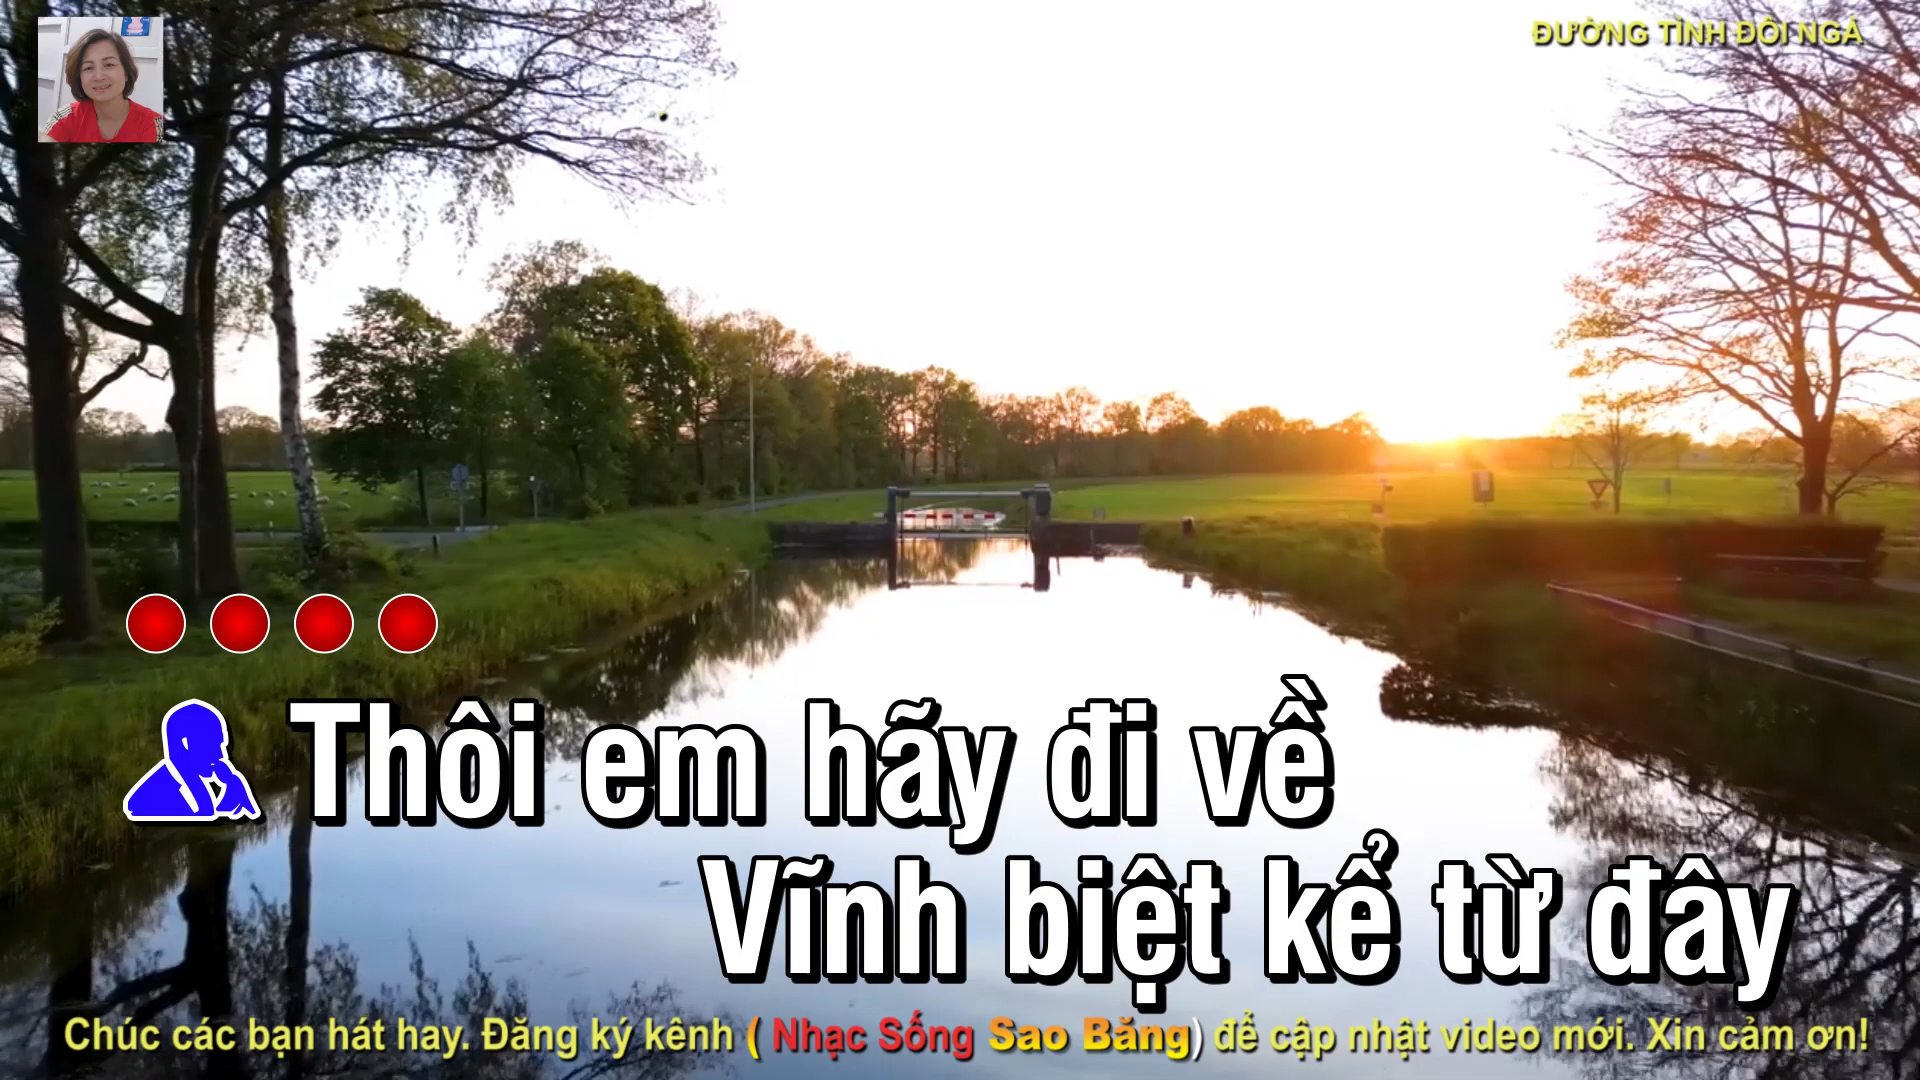 ĐƯỜNG TÌNH ĐÔI NGÃ
Thôi em hãy đi về
Vĩnh biệt kể từ đây
Chúc các bạn hát hay. Đăng ký kênh ( Nhạc Sống Sao Băng) để cập nhật video mới. Xin cảm ơn!